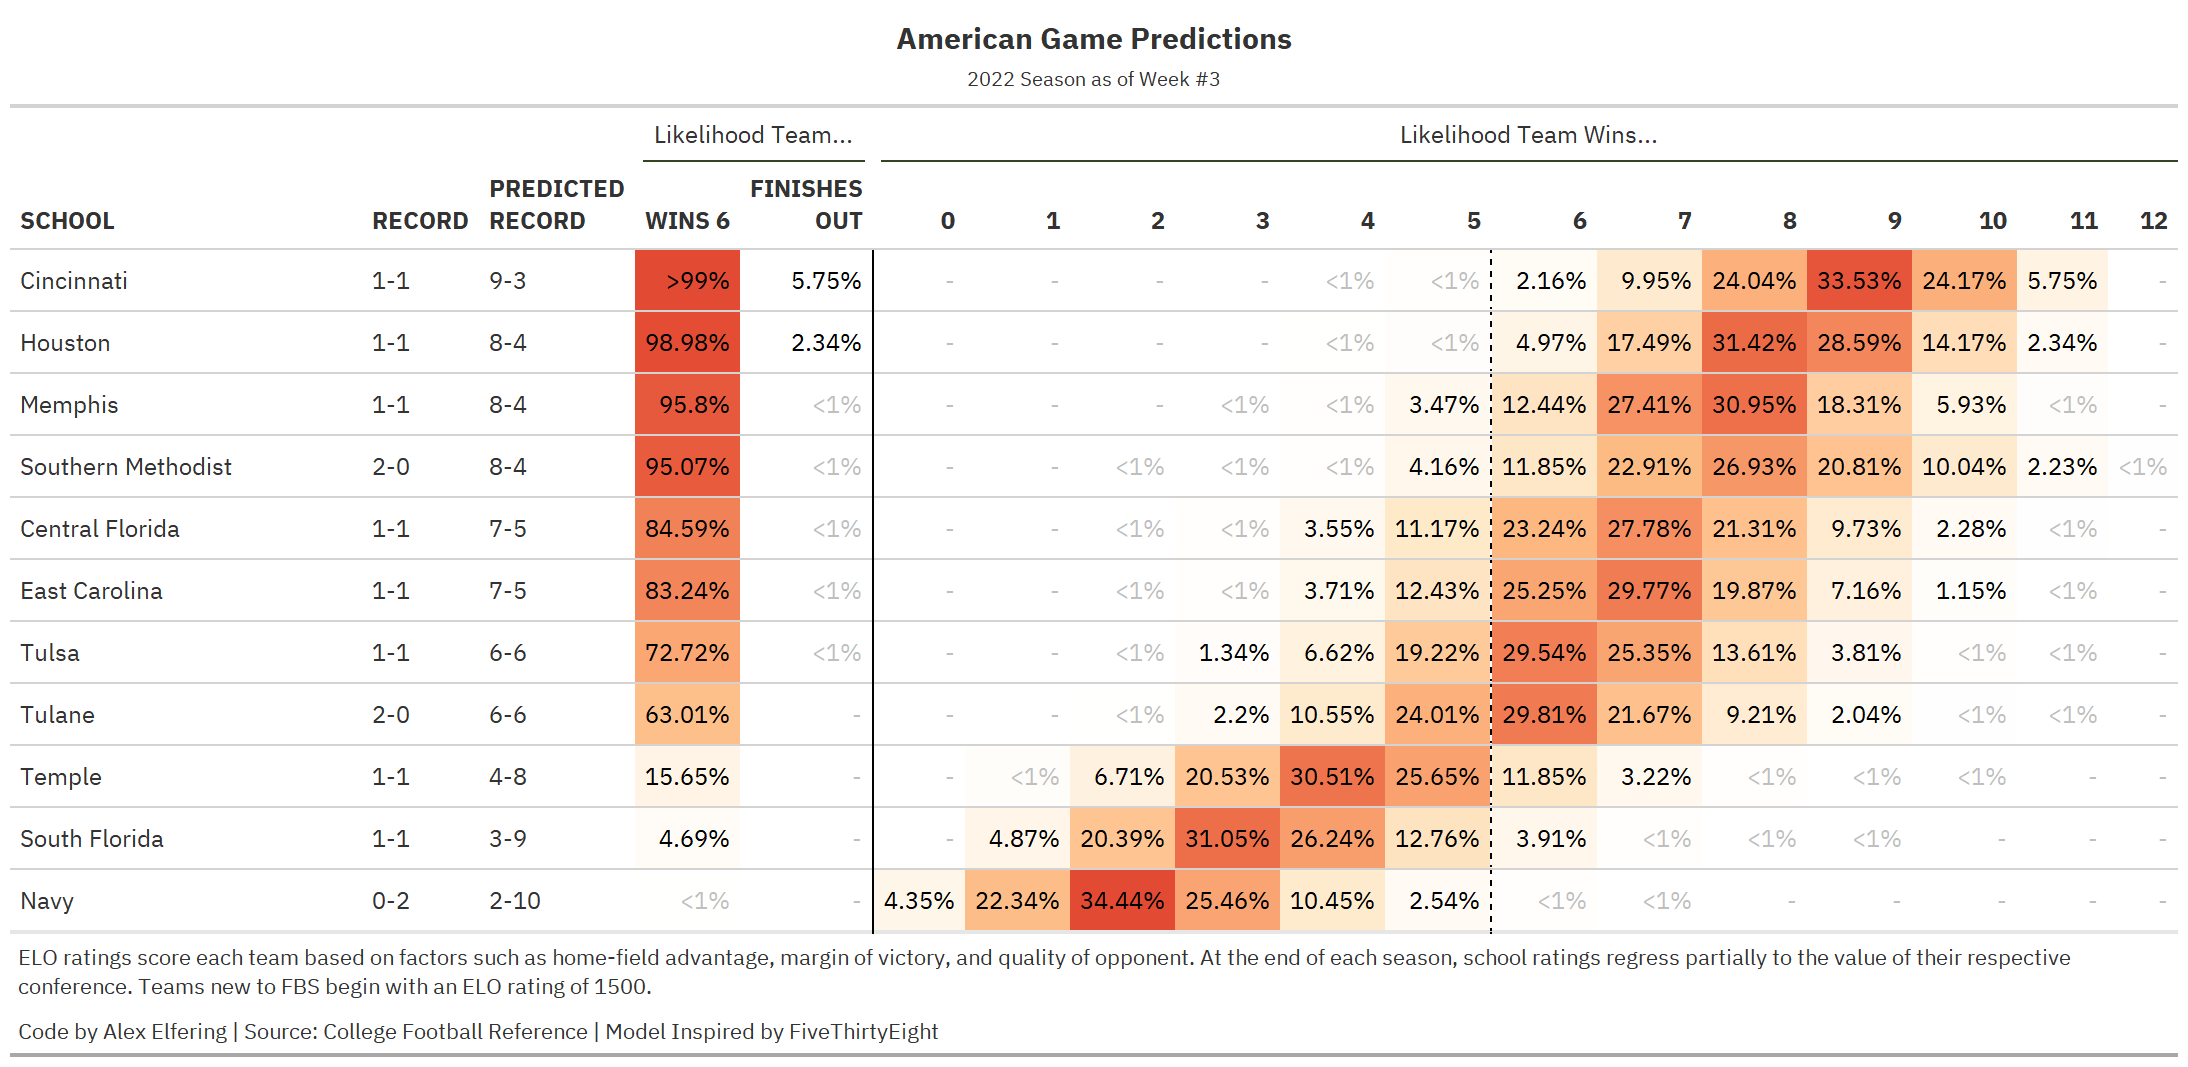 American Game Predictions
2022 Season as of Week #3
Likelihood Team... Likelihood Team Wins...
SCHOOL RECORD PREDICTED RECORD WINS 6 FINISHES OUT 0 1 2 3 4 5 6 7 8 9 10 11 12
Cincinnati 1-1 9-3 >99% 5.75% - - - - <1% <1% 2.16% 9.95% 24.04% 33.53% 24.17% 5.75% -
Houston 1-1 8-4 98.98% 2.34% - - - - <1% <1% 4.97% 17.49% 31.42% 28.59% 14.17% 2.34% -
Memphis 1-1 8-4 95.8% <1% - - - <1% <1% 3.47% 12.44% 27.41% 30.95% 18.31% 5.93% <1% -
Southern Methodist 2-0 8-4 95.07% <1% - - <1% <1% <1% 4.16% 11.85% 22.91% 26.93% 20.81% 10.04% 2.23% <1%
Central Florida 1-1 7-5 84.59% <1% - - <1% <1% 3.55% 11.17% 23.24% 27.78% 21.31% 9.73% 2.28% <1% -
East Carolina 1-1 7-5 83.24% <1% - - <1% <1% 3.71% 12.43% 25.25% 29.77% 19.87% 7.16% 1.15% <1% -
Tulsa 1-1 6-6 72.72% <1% - - <1% 1.34% 6.62% 19.22% 29.54% 25.35% 13.61% 3.81% <1% <1% -
Tulane 2-0 6-6 63.01% - - - <1% 2.2% 10.55% 24.01% 29.81% 21.67% 9.21% 2.04% <1% <1% -
Temple 1-1 4-8 15.65% - - <1% 6.71% 20.53% 30.51% 25.65% 11.85% 3.22% <1% <1% <1% - -
South Florida 1-1 3-9 4.69% - - 4.87% 20.39% 31.05% 26.24% 12.76% 3.91% <1% <1% <1% - - -
Navy 0-2 2-10 <1% - 4.35% 22.34% 34.44% 25.46% 10.45% 2.54% <1% <1% - - - - -
ELO ratings score each team based on factors such as home-field advantage, margin of victory, and quality of opponent. At the end of each season, school ratings regress partially to the value of their respective
conference. Teams new to FBS begin with an ELO rating of 1500.
Code by Alex Elfering | Source: College Football Reference | Model Inspired by FiveThirtyEight